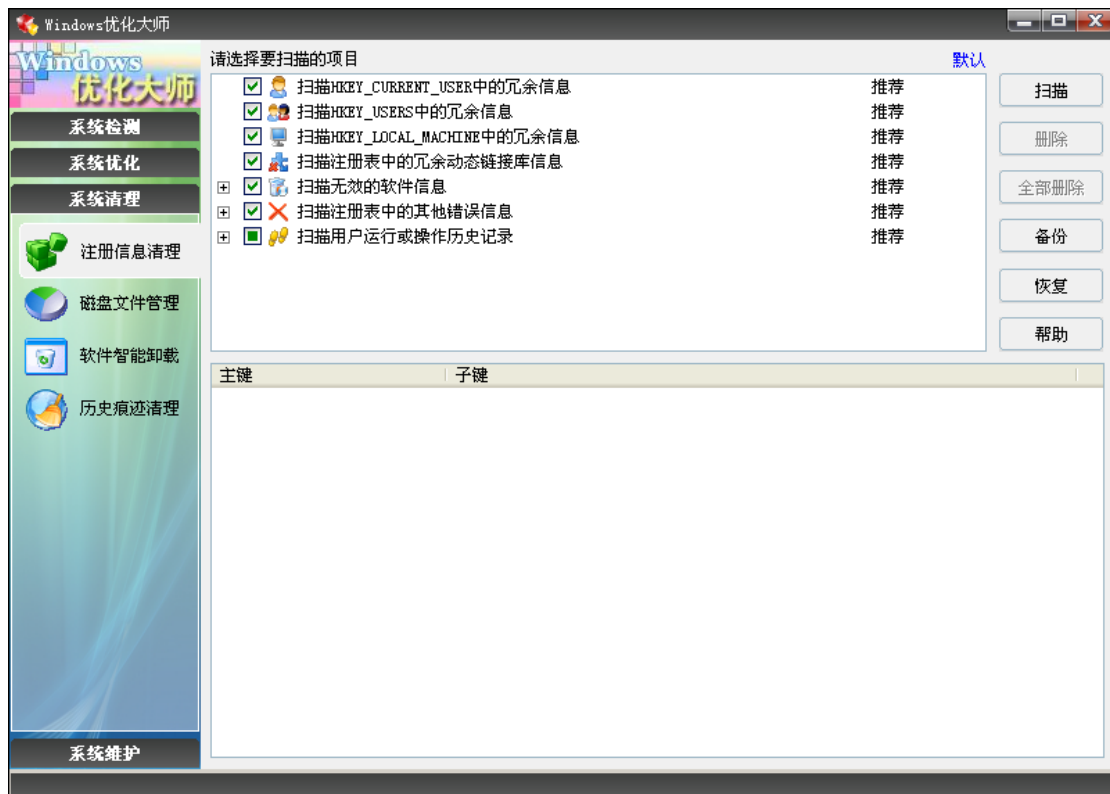 Windows优化大师
Windows
优化大师
系统检测
系统优化
系统清理
注册信息清理
磁盘文件管理
软件智能卸载
历史痕迹清理
系统维护
请选择要扫描的项目 默认
扫描HKEY_CURRENT_USER中的冗余信息 推荐
扫描HKEY_USERS中的冗余信息 推荐
扫描HKEY_LOCAL_MACHINE中的冗余信息 推荐
扫描注册表中的冗余动态链接库信息 推荐
扫描无效的软件信息 推荐
扫描注册表中的其他错误信息 推荐
扫描用户运行或操作历史记录 推荐
扫描
删除
全部删除
备份
恢复
帮助
主键 子键